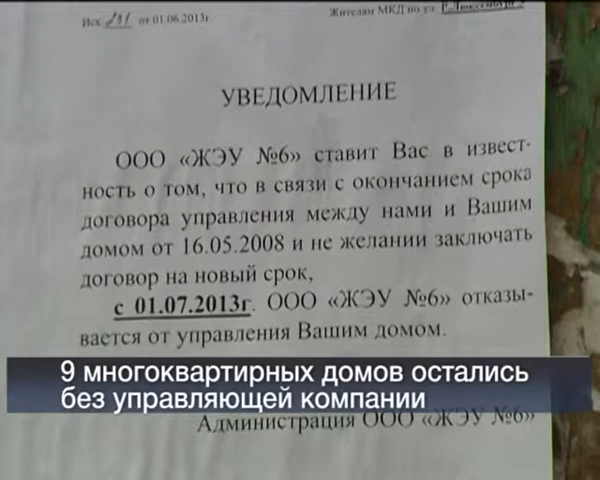 Исх. 291 от 01.06.2013г.
Жителям МКД по ул. Р.Люксембург
УВЕДОМЛЕНИЕ
ООО «ЖЭУ №6» ставит Вас в извест-
ность о том, что в связи с окончанием срока
договора управления между нами и Вашим
домом от 16.05.2008 и не желании заключать
договор на новый срок,
с 01.07.2013г. ООО «ЖЭУ №6» отказы-
вается от управления Вашим домом.
9 многоквартирных домов остались
без управляющей компании
Администрация ООО «ЖЭУ №6»